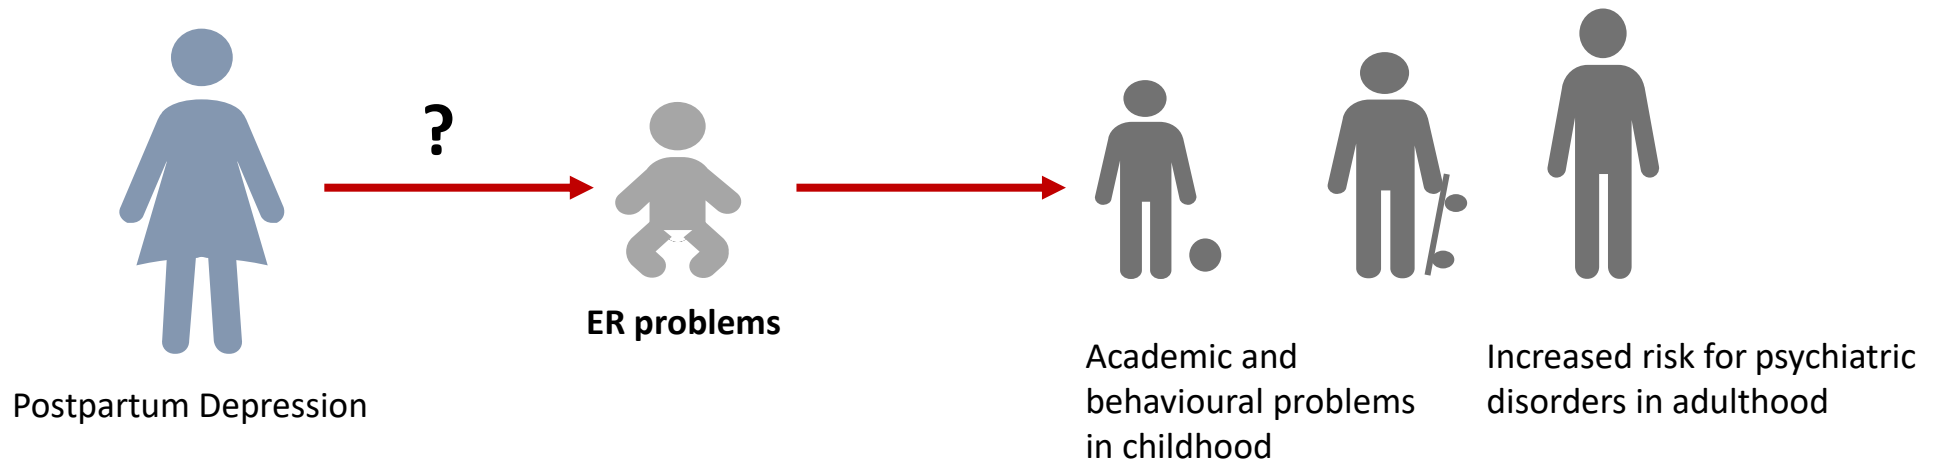 ?
ER problems
Postpartum Depression
Academic and
behavioural problems
in childhood
Increased risk for psychiatric
disorders in adulthood